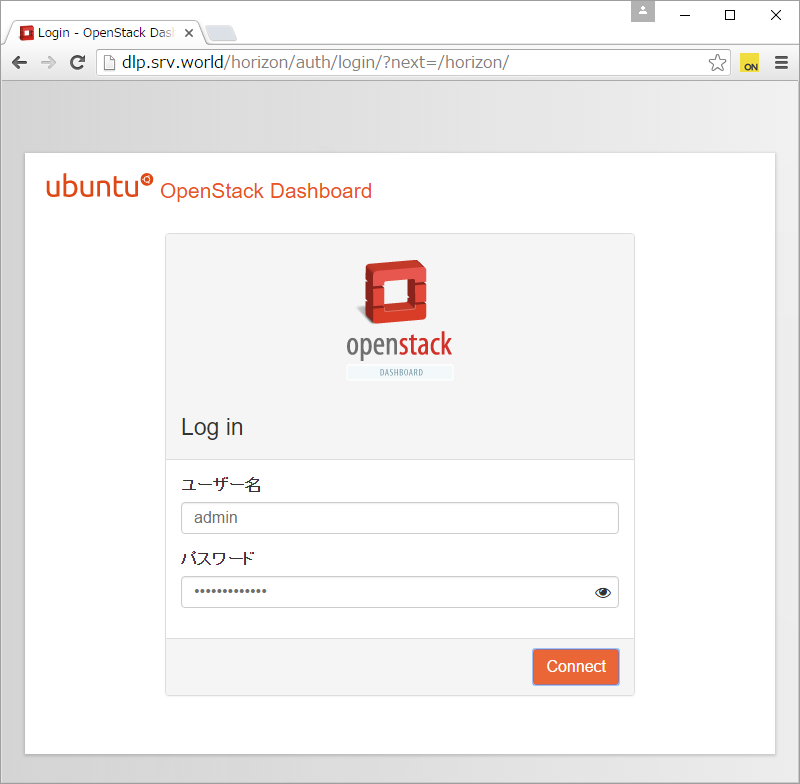 Login - OpenStack Das
dlp.srv.world/horizon/auth/login/?next=/horizon/
ON
ubuntu OpenStack Dashboard
openstack
DASHBOARD
Log in
ユーザー名
admin
パスワード
•••••••••••••
Connect